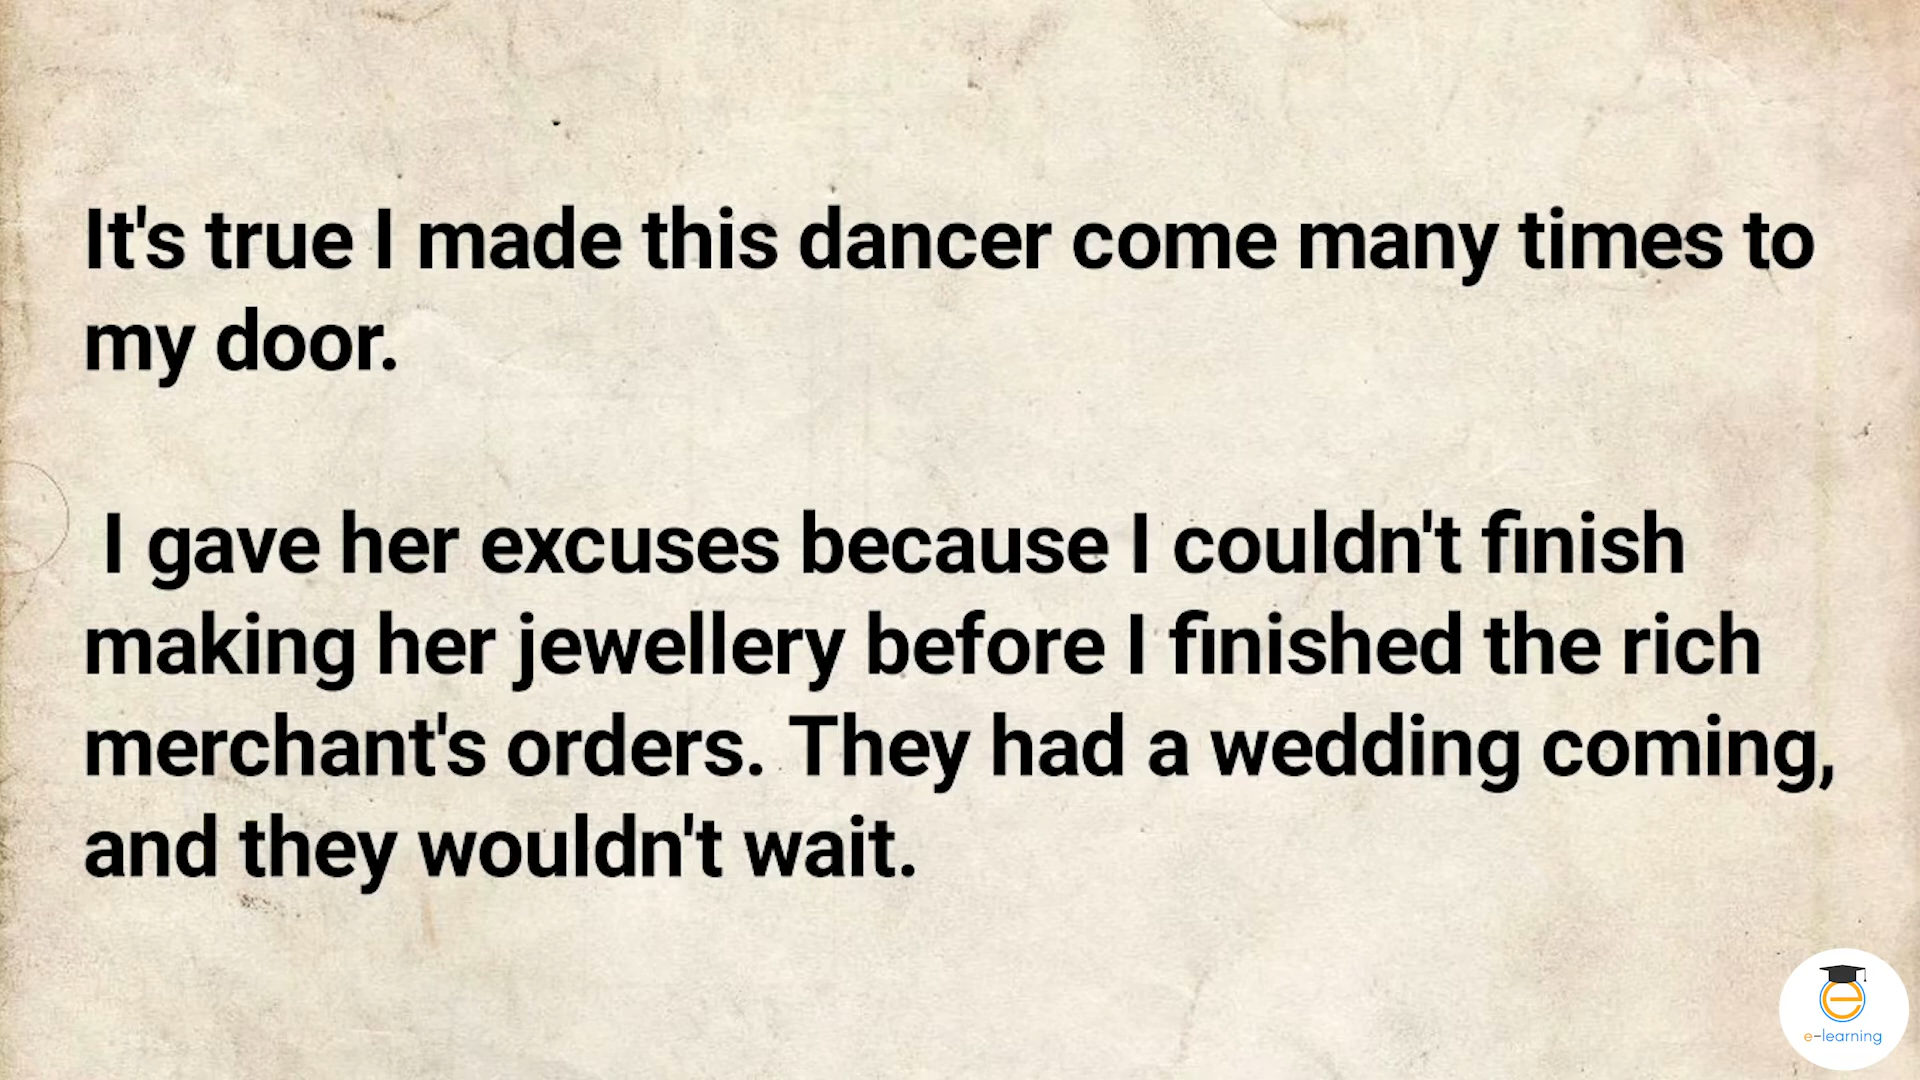 It's true I made this dancer come many times to
my door.
I gave her excuses because I couldn't finish
making her jewellery before I finished the rich
merchant's orders. They had a wedding coming,
and they wouldn't wait.
e
e-learning